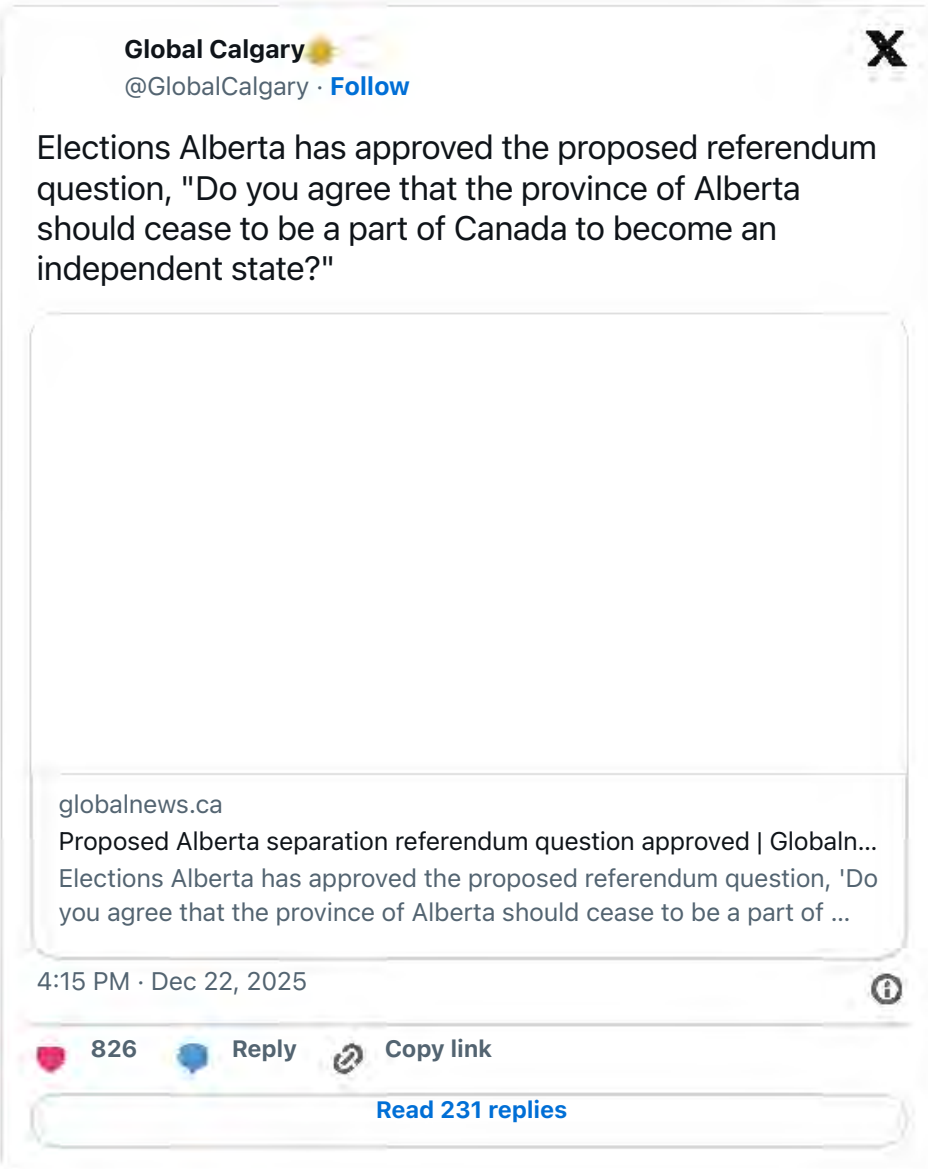 Global Calgary
@GlobalCalgary · Follow
Elections Alberta has approved the proposed referendum
question, "Do you agree that the province of Alberta
should cease to be a part of Canada to become an
independent state?"
globalnews.ca
Proposed Alberta separation referendum question approved | Globaln...
Elections Alberta has approved the proposed referendum question, 'Do
you agree that the province of Alberta should cease to be a part of ...
4:15 PM · Dec 22, 2025
826 Reply Copy link
Read 231 replies